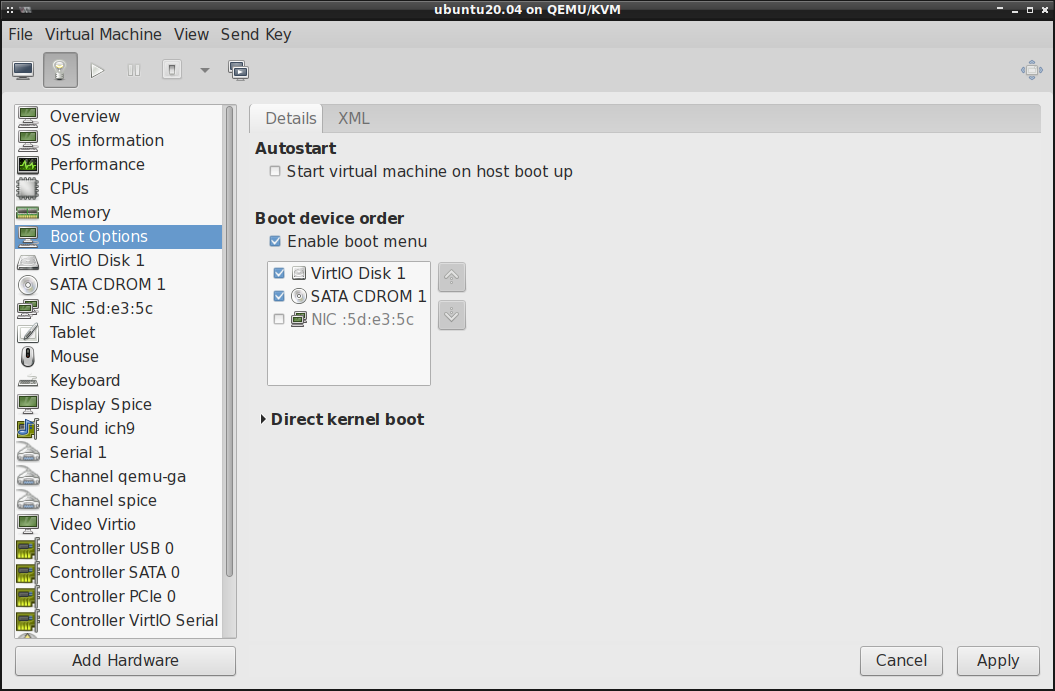 ubuntu20.04 on QEMU/KVM
File Virtual Machine View Send Key
Overview
OS information
Performance
CPUs
Memory
Boot Options
VirtIO Disk 1
SATA CDROM 1
NIC :5d:e3:5c
Tablet
Mouse
Keyboard
Display Spice
Sound ich9
Serial 1
Channel qemu-ga
Channel spice
Video Virtio
Controller USB 0
Controller SATA 0
Controller PCIe 0
Controller VirtIO Serial
Add Hardware
Details XML
Autostart
Start virtual machine on host boot up
Boot device order
Enable boot menu
VirtIO Disk 1
SATA CDROM 1
NIC :5d:e3:5c
Direct kernel boot
Cancel Apply